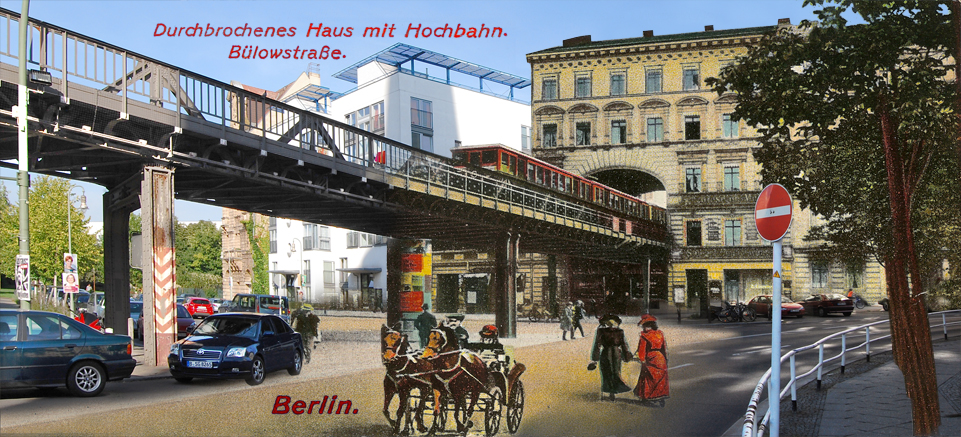 Durchbrochenes Haus mit Hochbahn.
Bülowstraße.
Berlin.